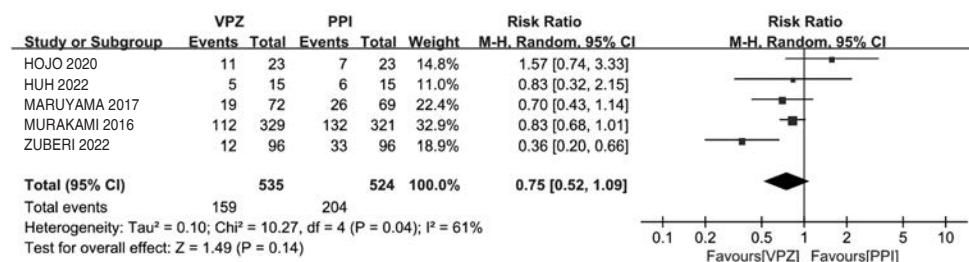 VPZ PPI Risk Ratio Risk Ratio
Study or Subgroup Events Total Events Total Weight M-H, Random, 95% CI M-H, Random, 95% CI
HOJO 2020 11 23 7 23 14.8% 1.57 [0.74, 3.33]
HUH 2022 5 15 6 15 11.0% 0.83 [0.32, 2.15]
MARUYAMA 2017 19 72 26 69 22.4% 0.70 [0.43, 1.14]
MURAKAMI 2016 112 329 132 321 32.9% 0.83 [0.68, 1.01]
ZUBERI 2022 12 96 33 96 18.9% 0.36 [0.20, 0.66]
Total (95% CI) 535 524 100.0% 0.75 [0.52, 1.09]
Total events 159 204
Heterogeneity: Tau² = 0.10; Chi² = 10.27, df = 4 (P = 0.04); I² = 61%
Test for overall effect: Z = 1.49 (P = 0.14)
0.1 0.2 0.5 1 2 5 10
Favours[VPZ] Favours[PPI]